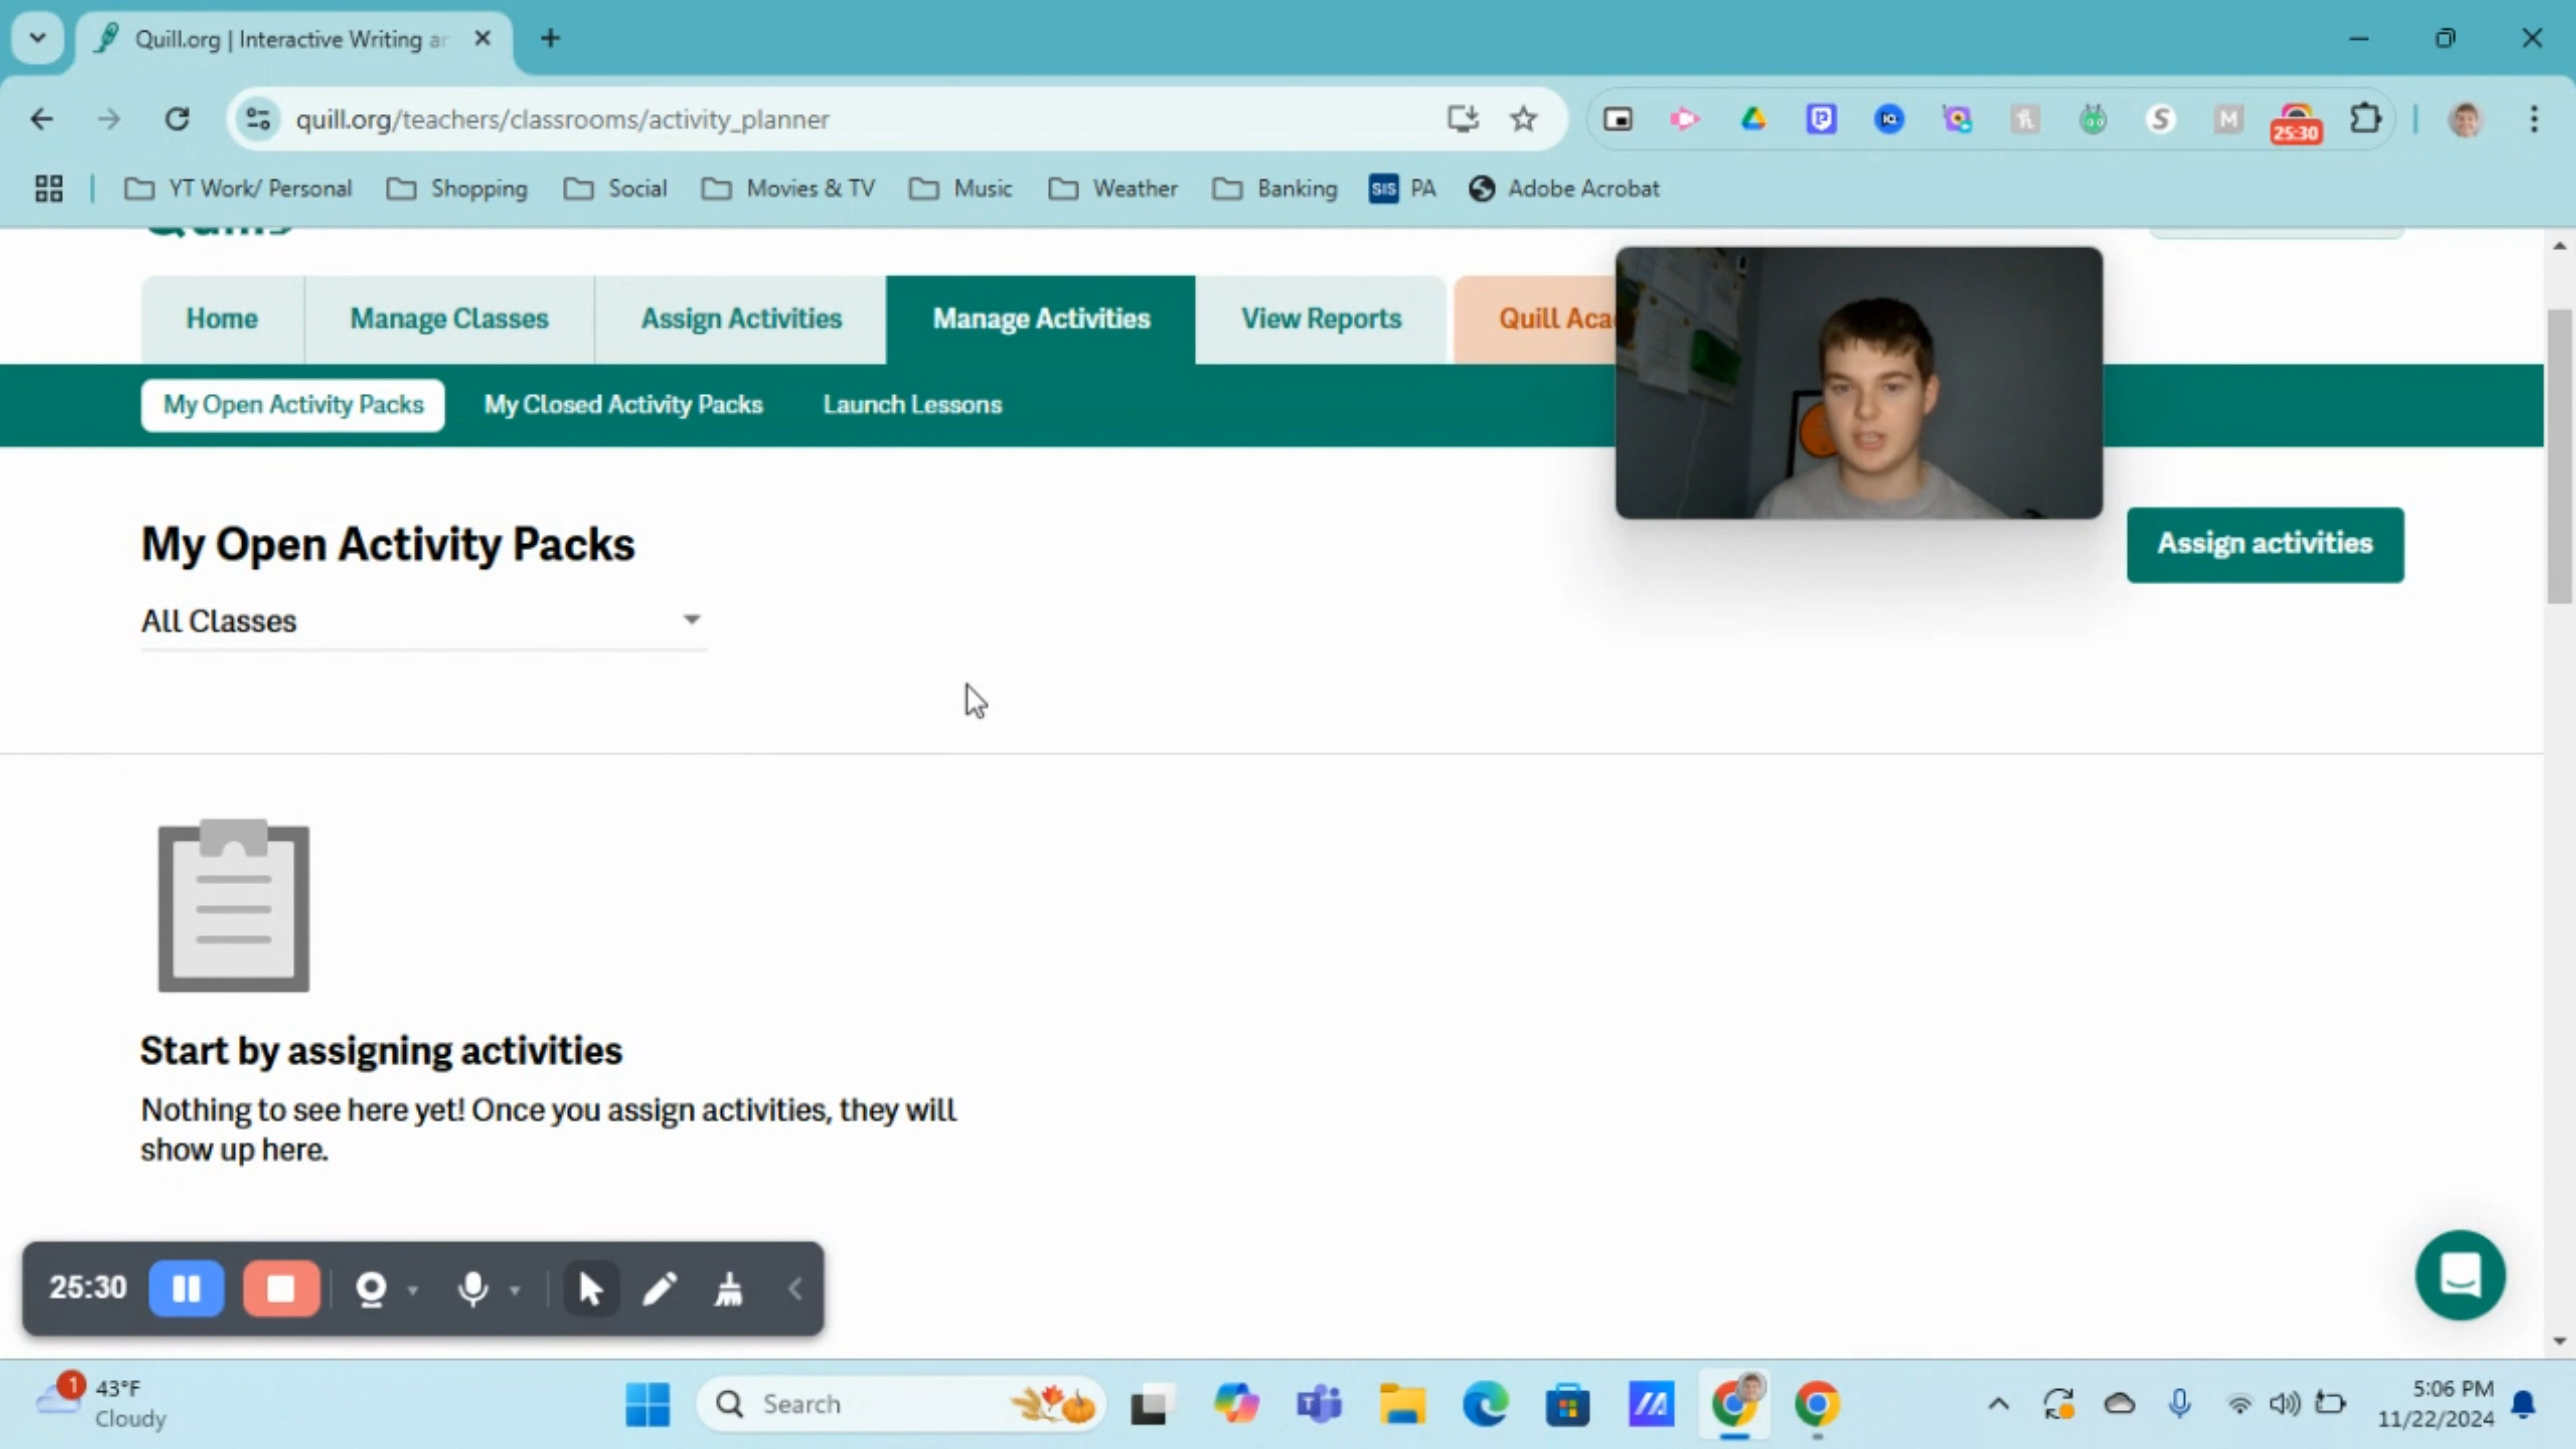 Quill.org | Interactive Writing ar
quill.org/teachers/classrooms/activity_planner
25:30
YT Work/ Personal
Shopping
Social
Movies & TV
Music
Weather
Banking
SIS PA
Adobe Acrobat
Home
Manage Classes
Assign Activities
Manage Activities
View Reports
Quill Aca
My Open Activity Packs
My Closed Activity Packs
Launch Lessons
My Open Activity Packs
Assign activities
All Classes
Start by assigning activities
Nothing to see here yet! Once you assign activities, they will
show up here.
25:30
1
43°F
Cloudy
Search
5:06 PM
11/22/2024